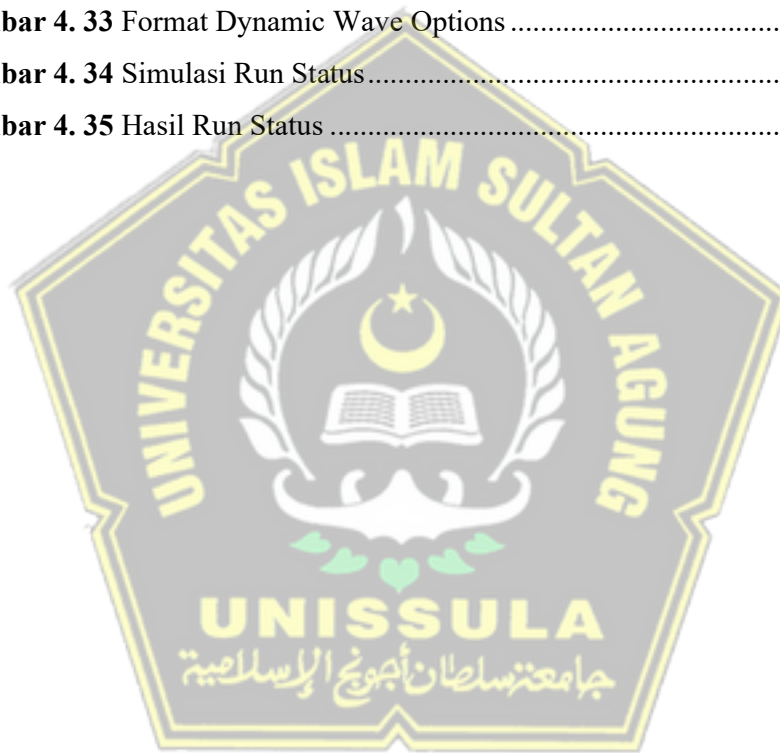 bar 4. 33 Format Dynamic Wave Options ........................................
bar 4. 34 Simulasi Run Status ...........................................................
bar 4. 35 Hasil Run Status ................................................................
UNIVERSITAS ISLAM SULTAN AGUNG
UNISSULA
جامعة سلطان أجونج الإسلامية